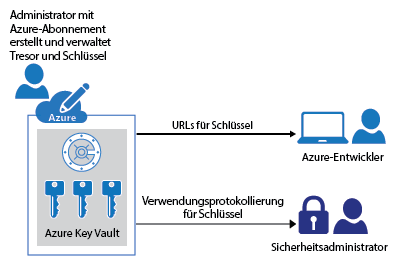 Administrator mit
Azure-Abonnement
erstellt und verwaltet
Tresor und Schlüssel
Azure
URLs für Schlüssel
Azure-Entwickler
Verwendungsprotokollierung
für Schlüssel
Azure Key Vault
Sicherheitsadministrator